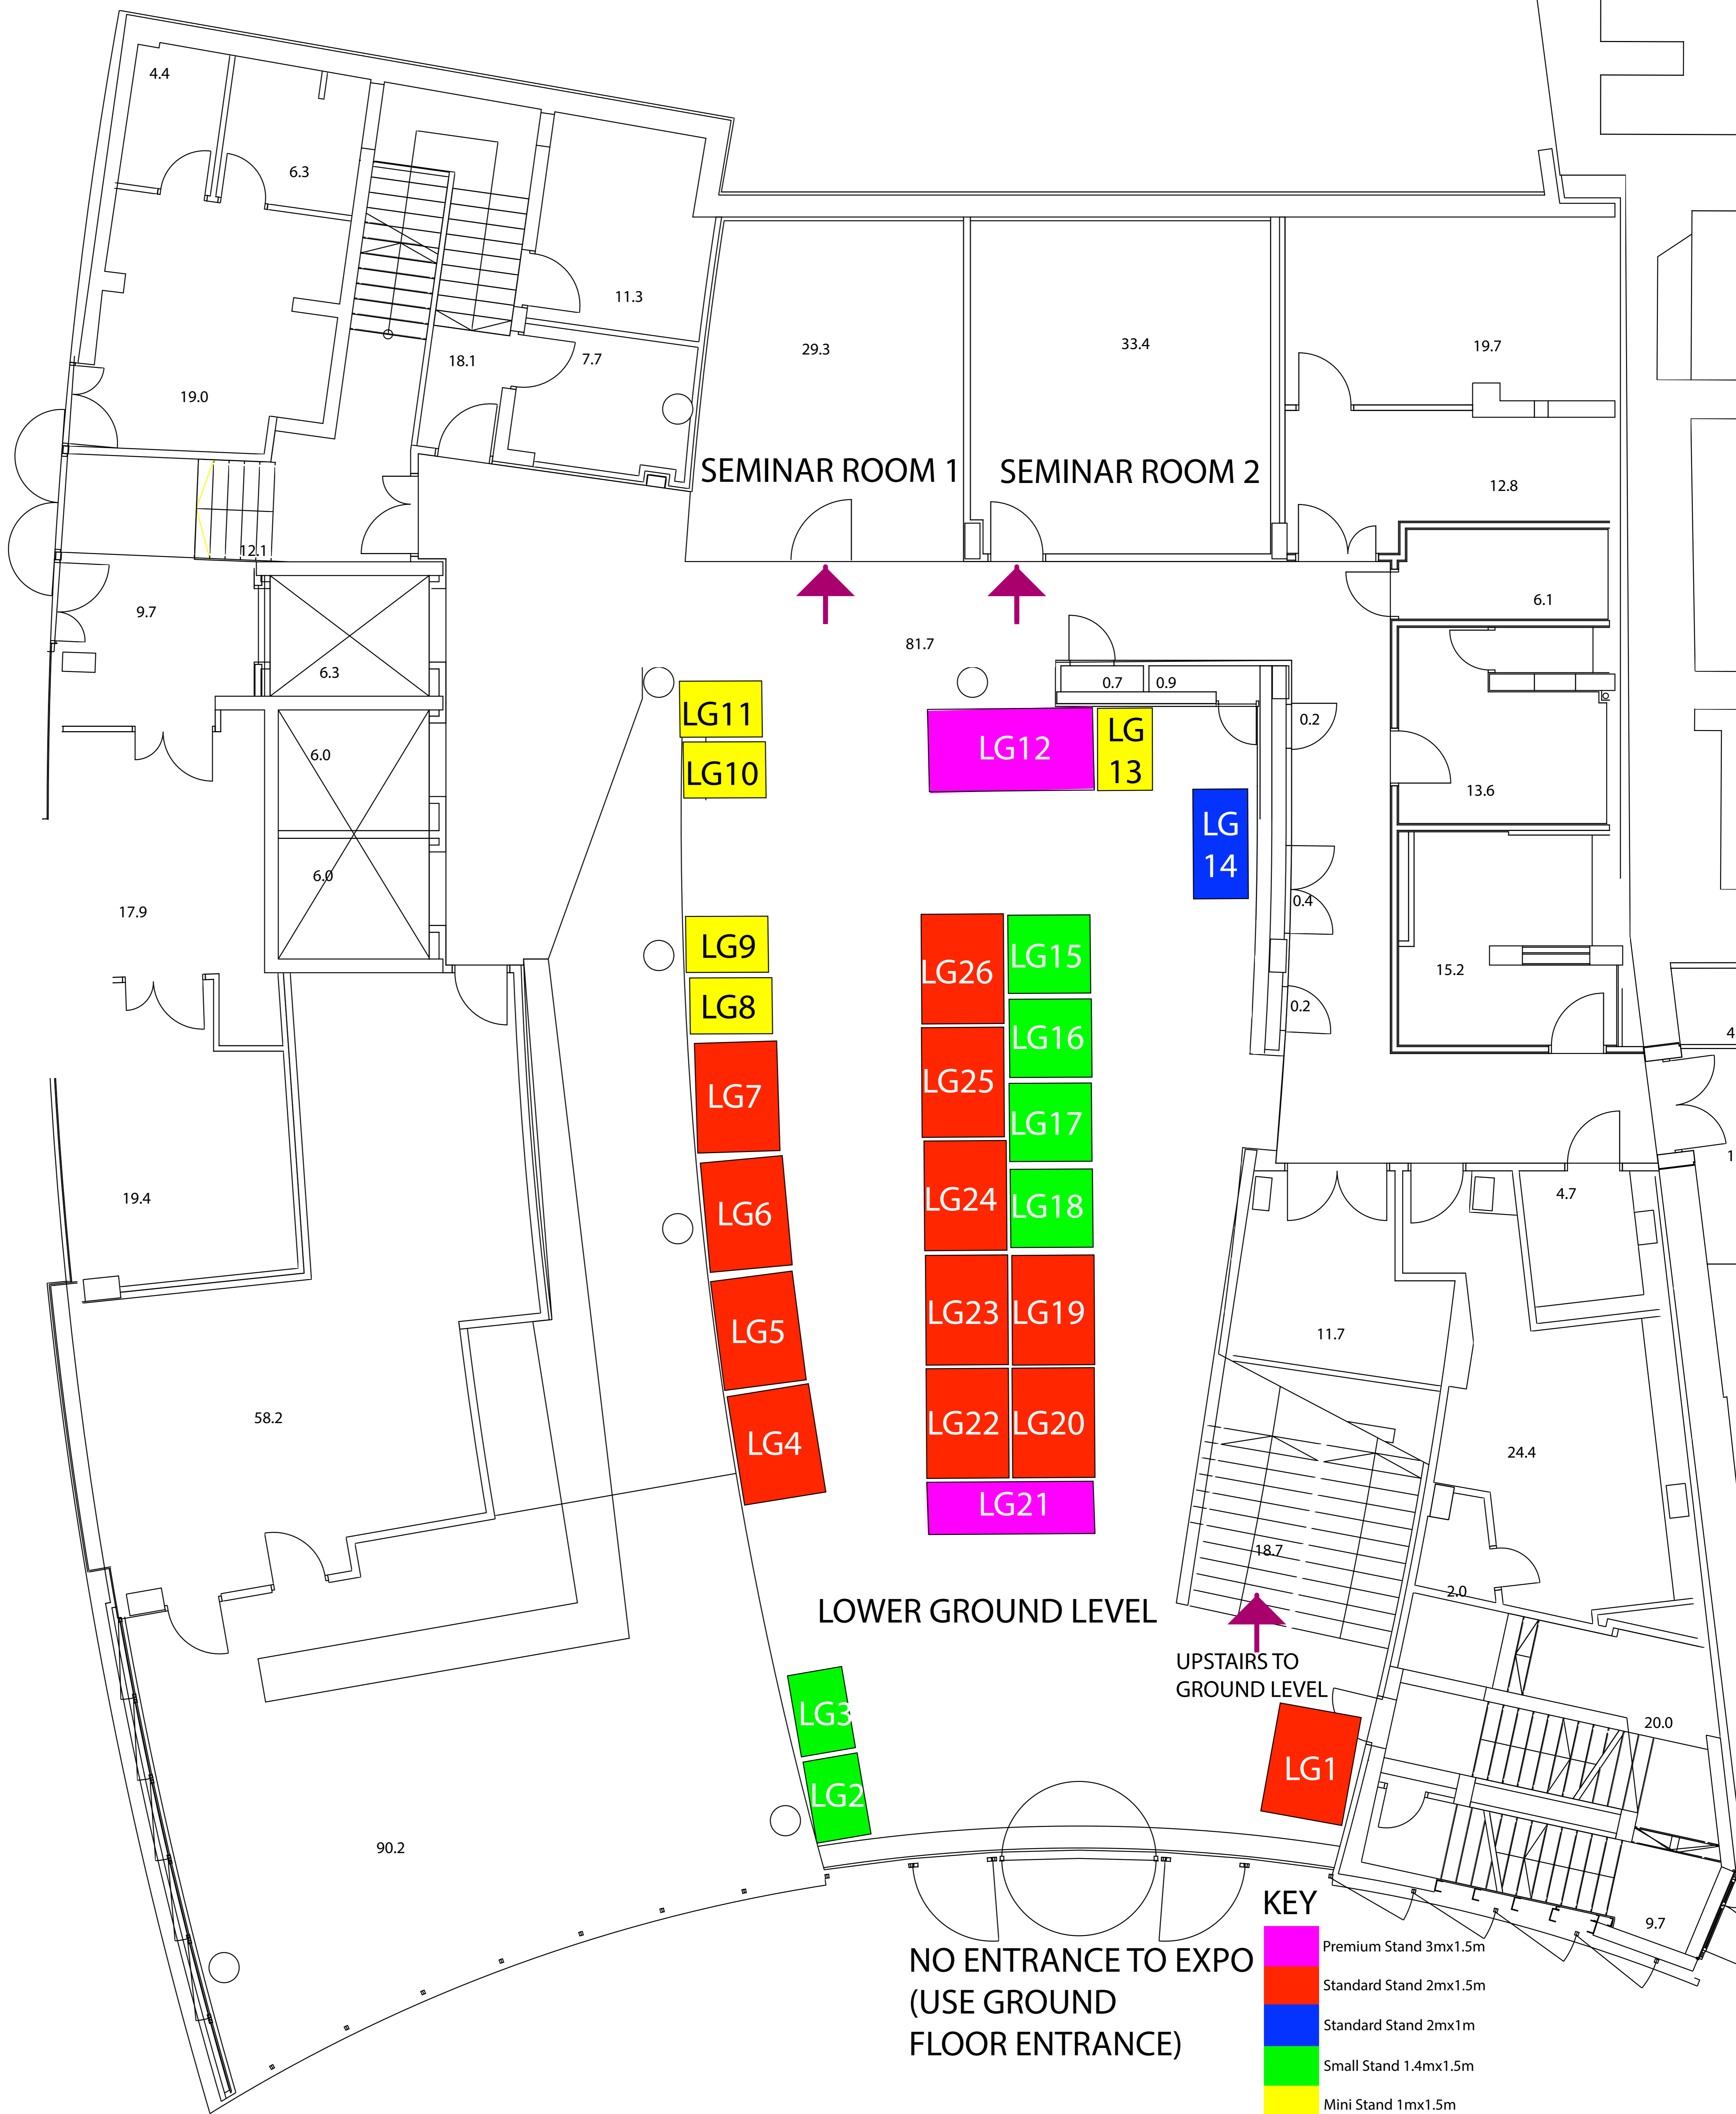 4.4
6.3
11.3
18.1
7.7
29.3
33.4
19.7
19.0
SEMINAR ROOM 1
SEMINAR ROOM 2
12.8
12.1
9.7
6.1
81.7
6.3
0.7
0.9
LG11
LG12
LG
13
0.2
6.0
LG10
13.6
LG
14
6.0
0.4
17.9
LG9
LG26
LG15
15.2
LG8
0.2
LG16
4
LG7
LG25
LG17
1
19.4
LG6
LG24
LG18
4.7
LG5
LG23
LG19
11.7
58.2
LG4
LG22
LG20
24.4
LG21
18.7
2.0
LOWER GROUND LEVEL
UPSTAIRS TO
GROUND LEVEL
LG3
20.0
LG1
LG2
90.2
KEY
9.7
NO ENTRANCE TO EXPO
(USE GROUND
FLOOR ENTRANCE)
Premium Stand 3mx1.5m
Standard Stand 2mx1.5m
Standard Stand 2mx1m
Small Stand 1.4mx1.5m
Mini Stand 1mx1.5m